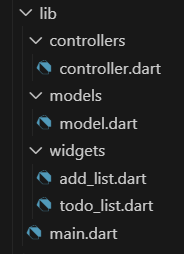 lib
controllers
controller.dart
models
model.dart
widgets
add_list.dart
todo_list.dart
main.dart